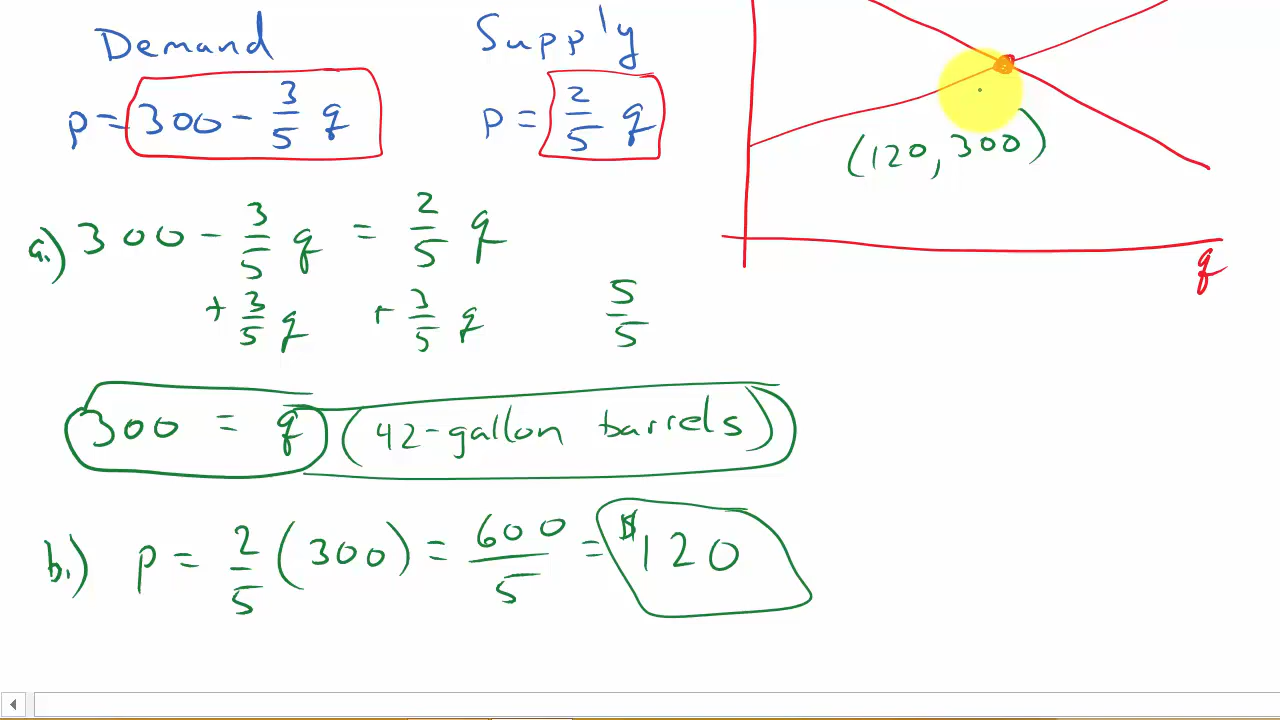 Demand
Supply
p = 300 - 3/5 q
p = 2/5 q
(120, 300)
q
a.) 300 - 3/5 q = 2/5 q
+ 3/5 q + 3/5 q
5/5
300 = q (42-gallon barrels)
b.) p = 2/5 (300) = 600/5 = $120